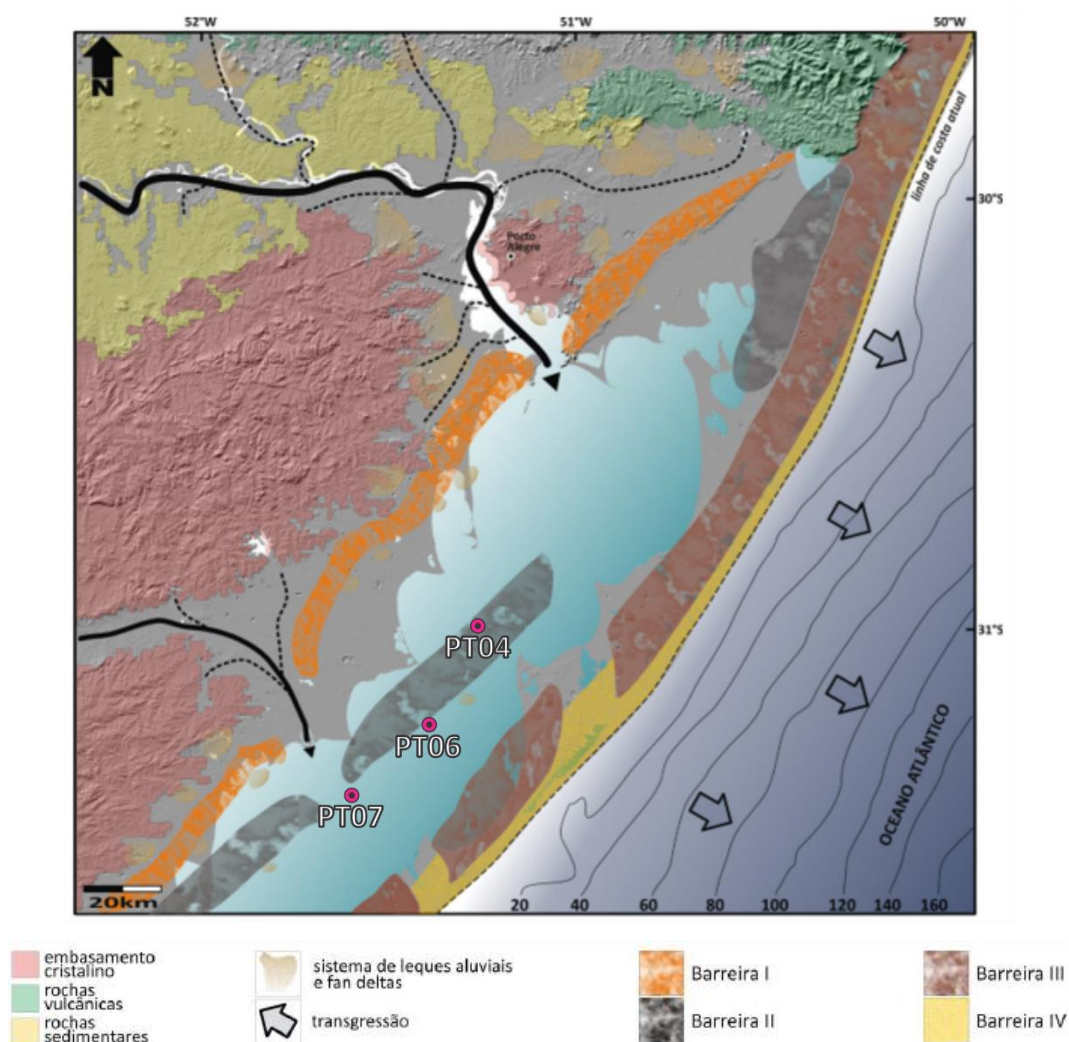 52°W
51°W
50°W
N
linha de costa atual
30°S
Porto
Alegre
31°S
PT04
PT06
PT07
OCEANO ATLÂNTICO
20km
20 40 60 80 100 120 140 160
embasamento
cristalino
rochas
vulcânicas
rochas
sedimentares
sistema de leques aluviais
e fan deltas
transgressão
Barreira I
Barreira II
Barreira III
Barreira IV